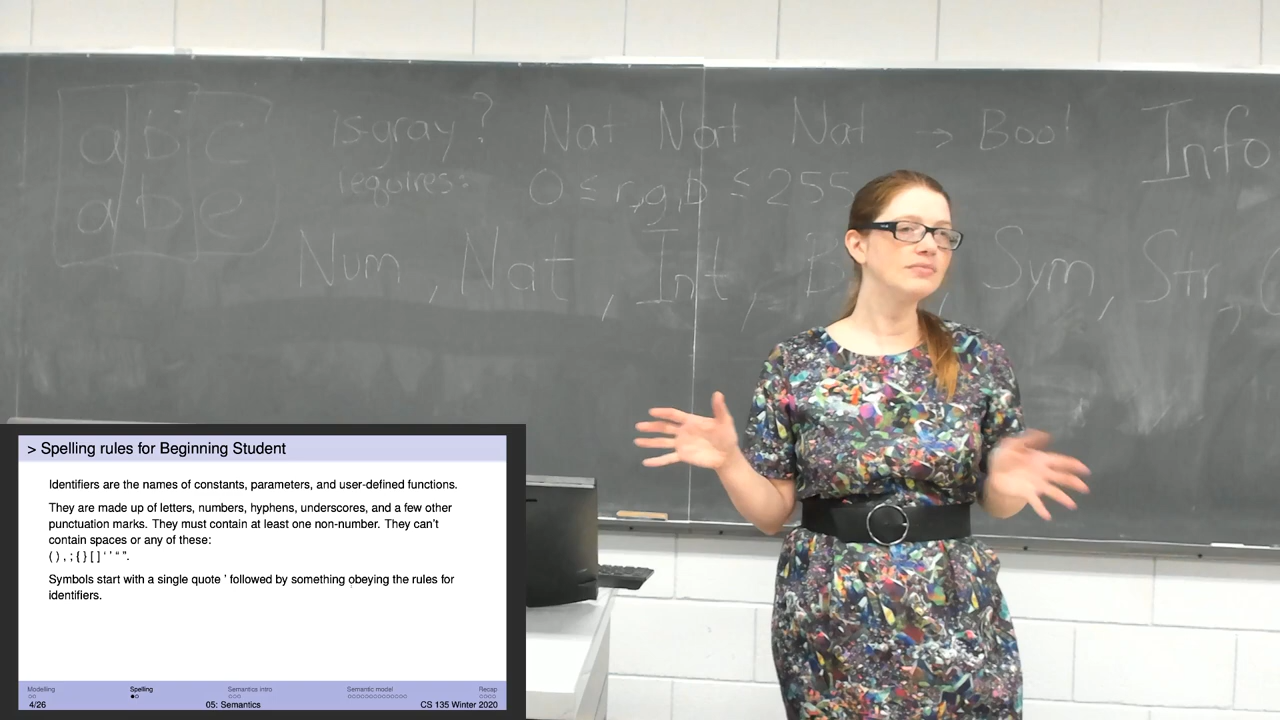 a b c
a b e
is-gray? Nat Nat Nat → Bool
requires: 0 ≤ r,g,b ≤ 255
Info
Num, Nat, Int, B , Sym, Str,
> Spelling rules for Beginning Student
Identifiers are the names of constants, parameters, and user-defined functions.
They are made up of letters, numbers, hyphens, underscores, and a few other
punctuation marks. They must contain at least one non-number. They can't
contain spaces or any of these:
( ) , ; { } [ ] ‘ ’ “ ”.
Symbols start with a single quote ' followed by something obeying the rules for
identifiers.
Modelling Spelling Semantics intro Semantic model Recap
4/26 05: Semantics CS 135 Winter 2020